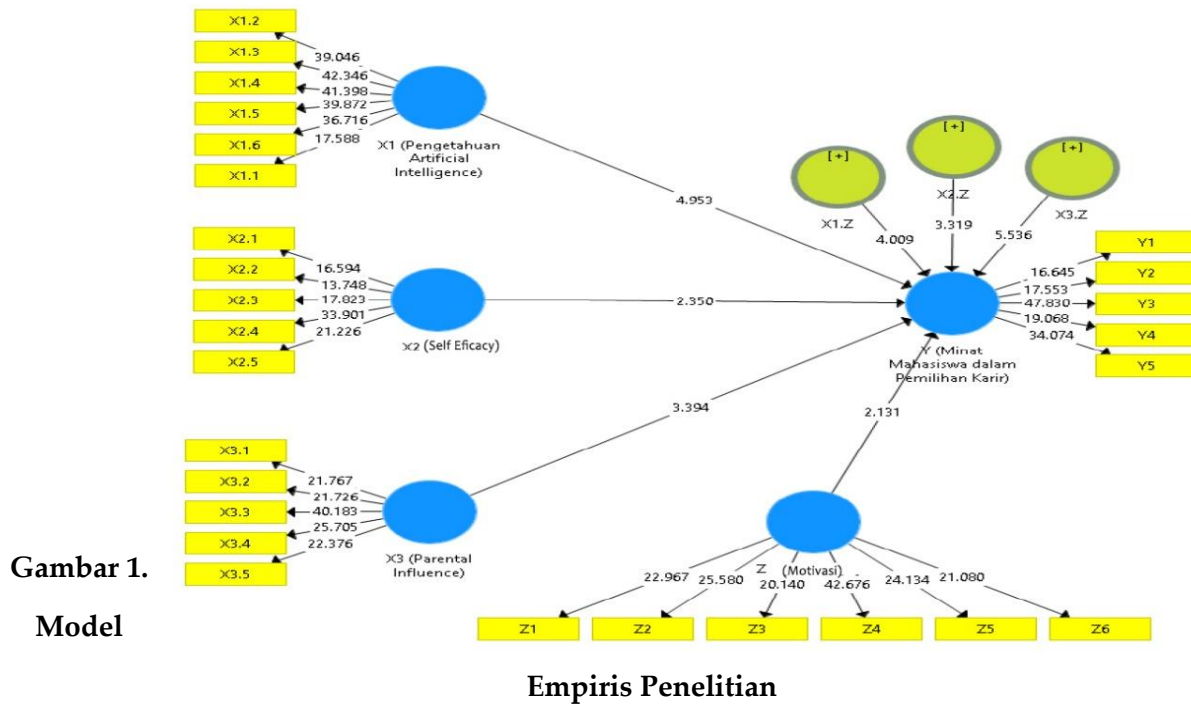 X1.2
X1.3
X1.4
X1.5
X1.6
X1.1
39.046
42.346
41.398
39.872
36.716
17.588
X1 (Pengetahuan
Artificial
Intelligence)
X2.1
X2.2
X2.3
X2.4
X2.5
16.594
13.748
17.823
33.901
21.226
X2 (Self Eficacy)
X3.1
X3.2
X3.3
X3.4
X3.5
21.767
21.726
40.183
25.705
22.376
X3 (Parental
Influence)
4.953
2.350
3.394
2.131
[+]
[+]
[+]
X1.Z
X2.Z
X3.Z
4.009
3.319
5.536
Y (Minat
Mahasiswa dalam
Pemilihan Karir)
16.645
17.553
47.830
19.068
34.074
Y1
Y2
Y3
Y4
Y5
Z (Motivasi)
22.967
25.580
20.140
42.676
24.134
21.080
Z1
Z2
Z3
Z4
Z5
Z6
Gambar 1.
Model
Empiris Penelitian